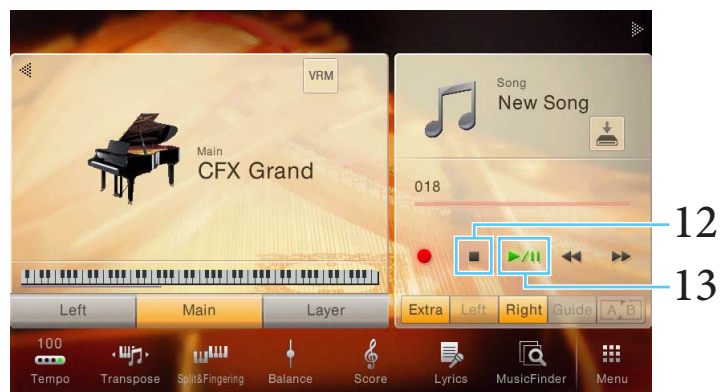 VRM
Main
CFX Grand
Song
New Song
018
12
13
Left Main Layer
Extra Left Right Guide A B
100
Tempo Transpose Split&Fingering Balance Score Lyrics MusicFinder Menu